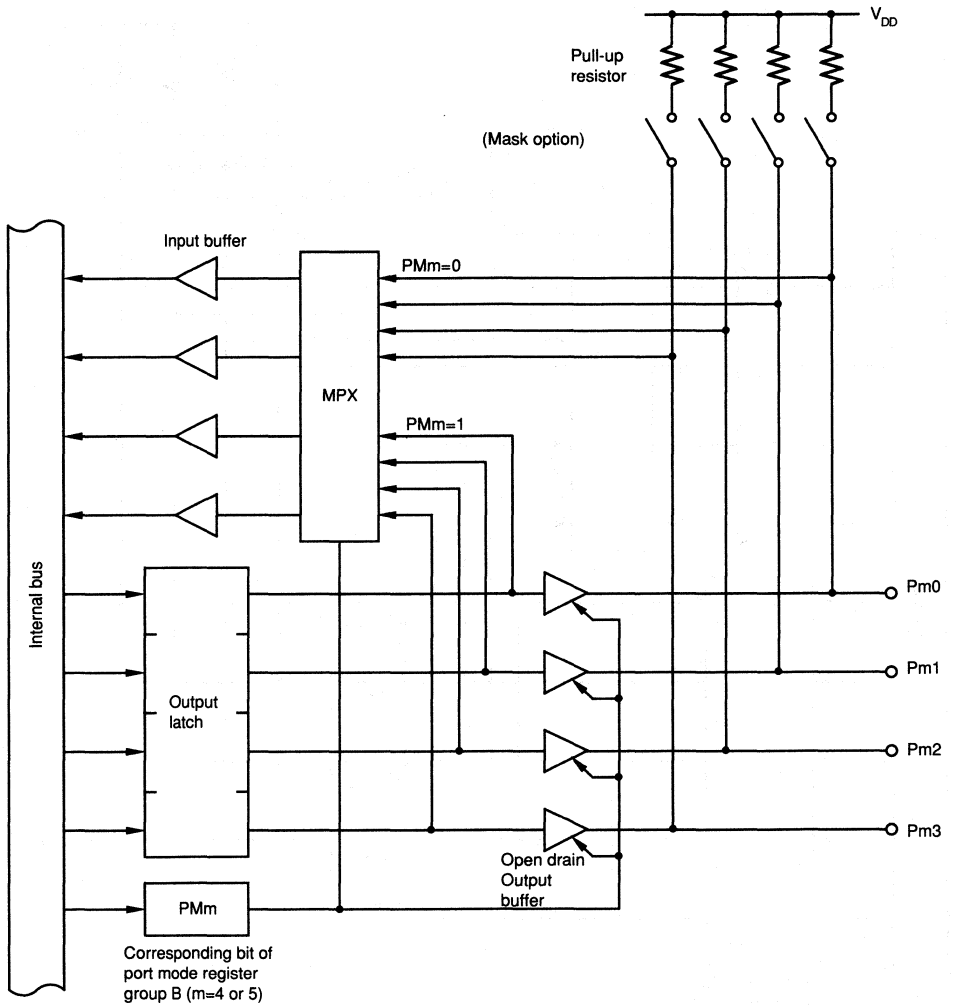 VDD
Pull-up
resistor
(Mask option)
Input buffer
PMm=0
MPX
PMm=1
Internal bus
Pm0
Pm1
Output
latch
Pm2
Pm3
Open drain
Output
buffer
PMm
Corresponding bit of
port mode register
group B (m=4 or 5)